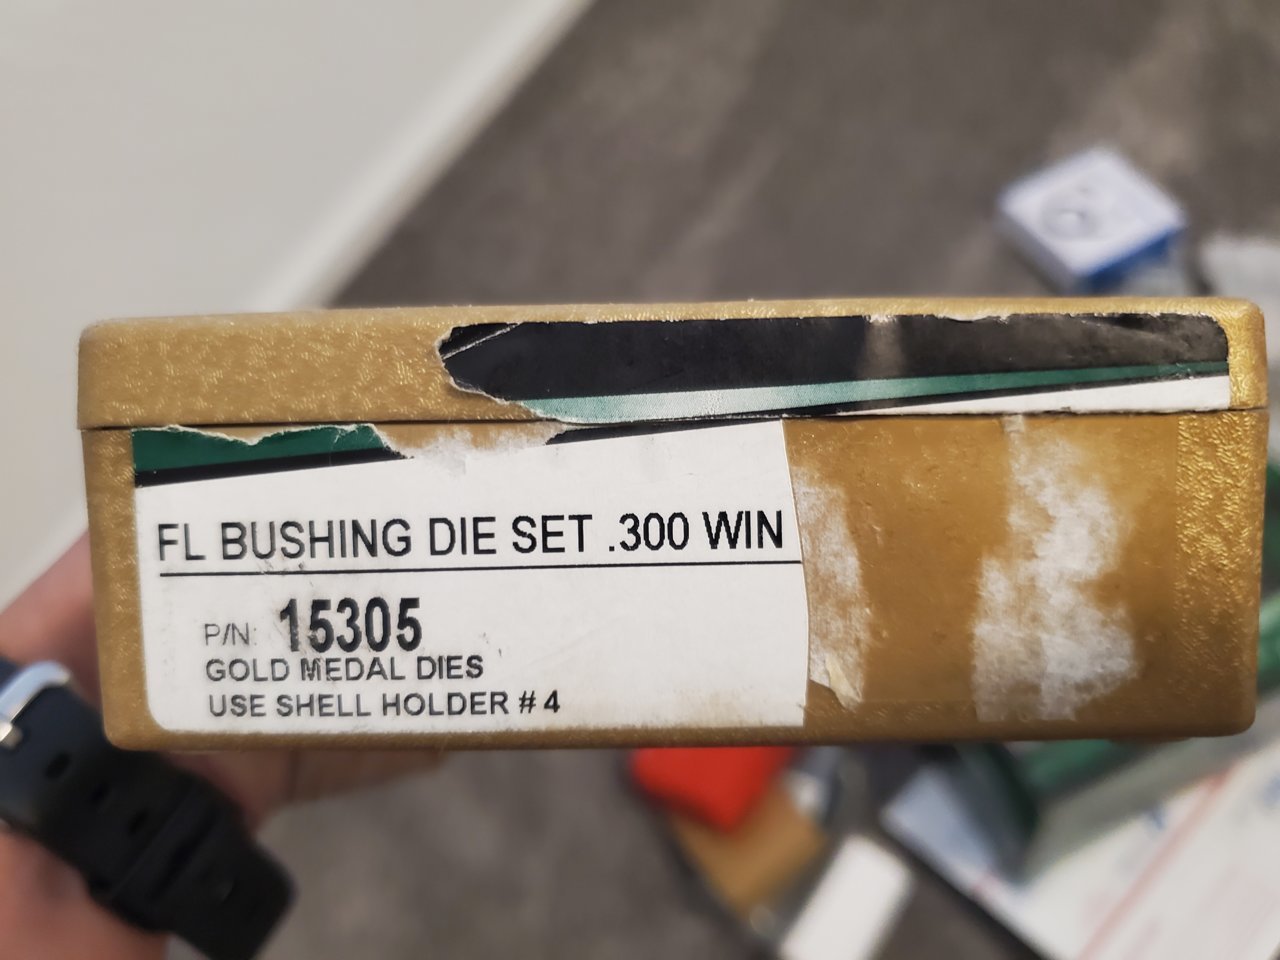 FL BUSHING DIE SET .300 WIN
P/N: 15305
GOLD MEDAL DIES
USE SHELL HOLDER # 4